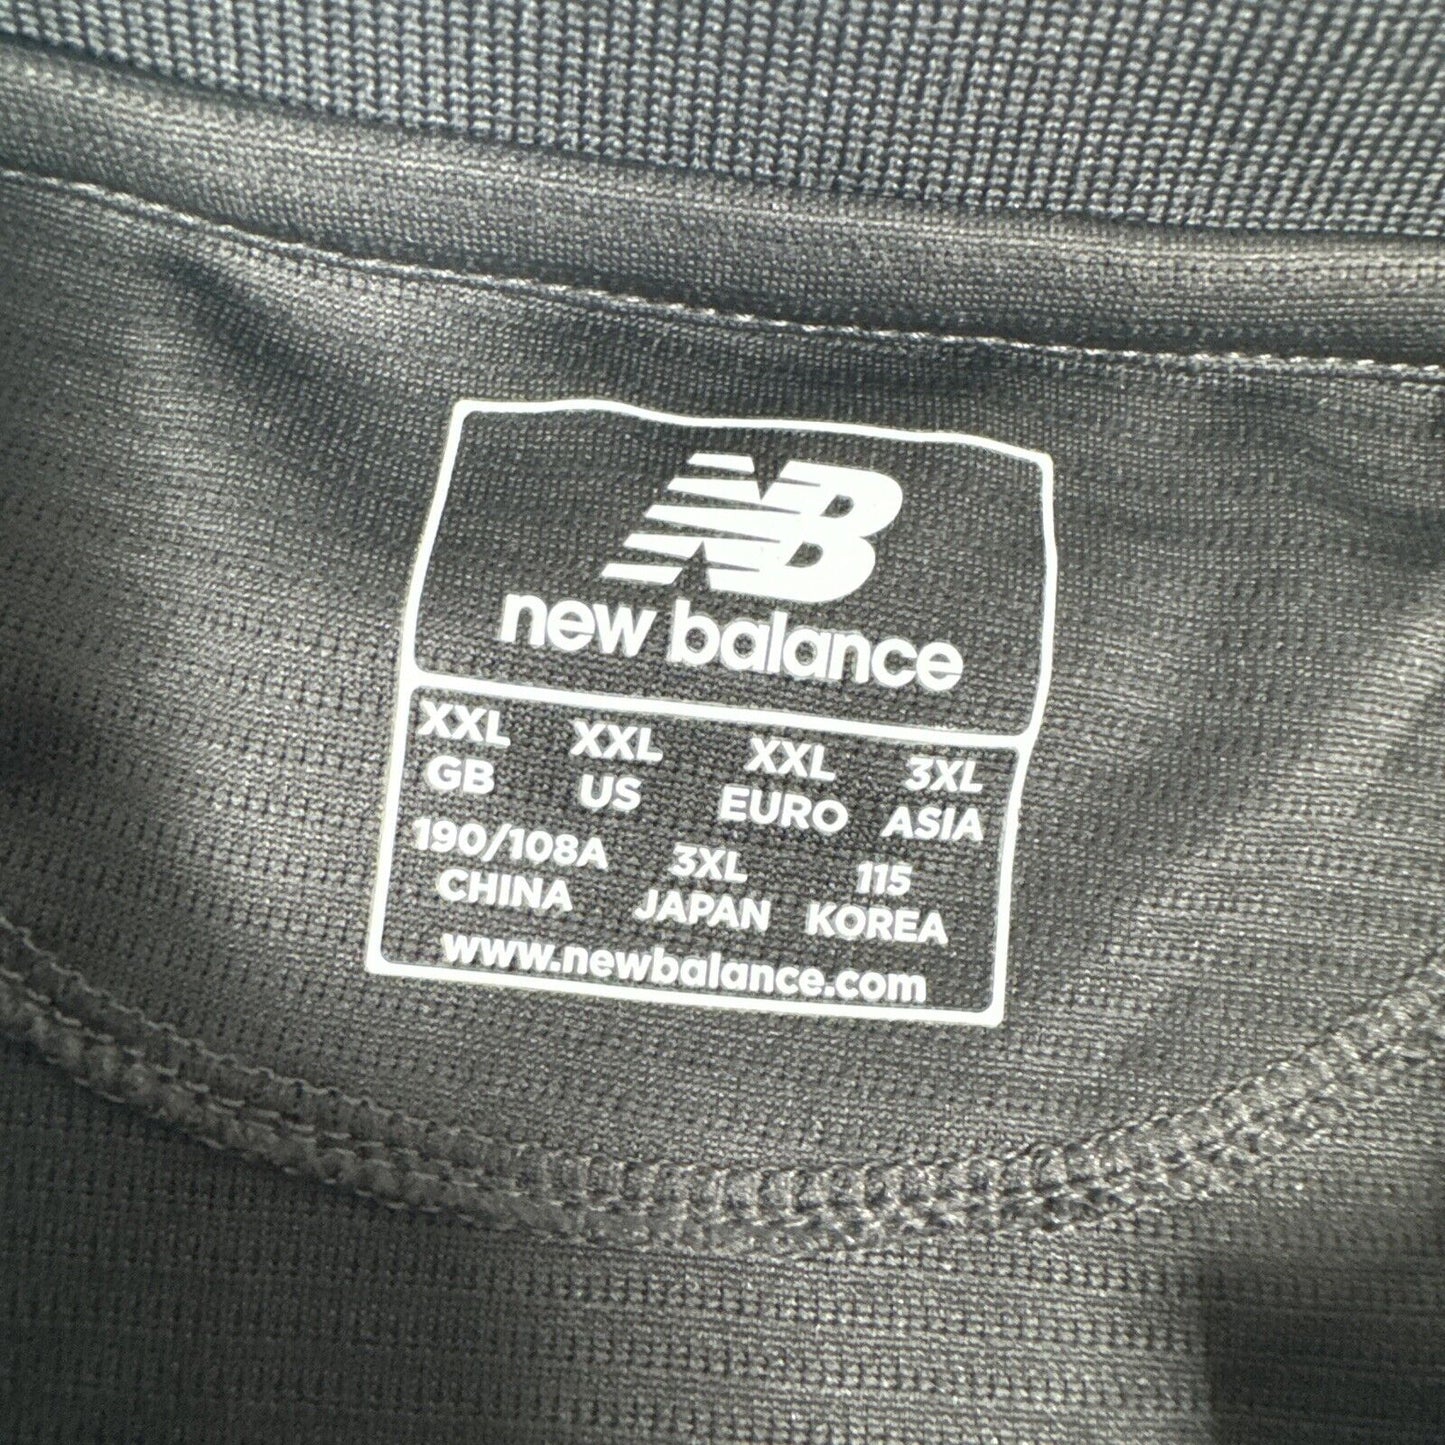 NB
new balance
XXL XXL XXL 3XL
GB US EURO ASIA
190/108A 3XL 115
CHINA JAPAN KOREA
www.newbalance.com